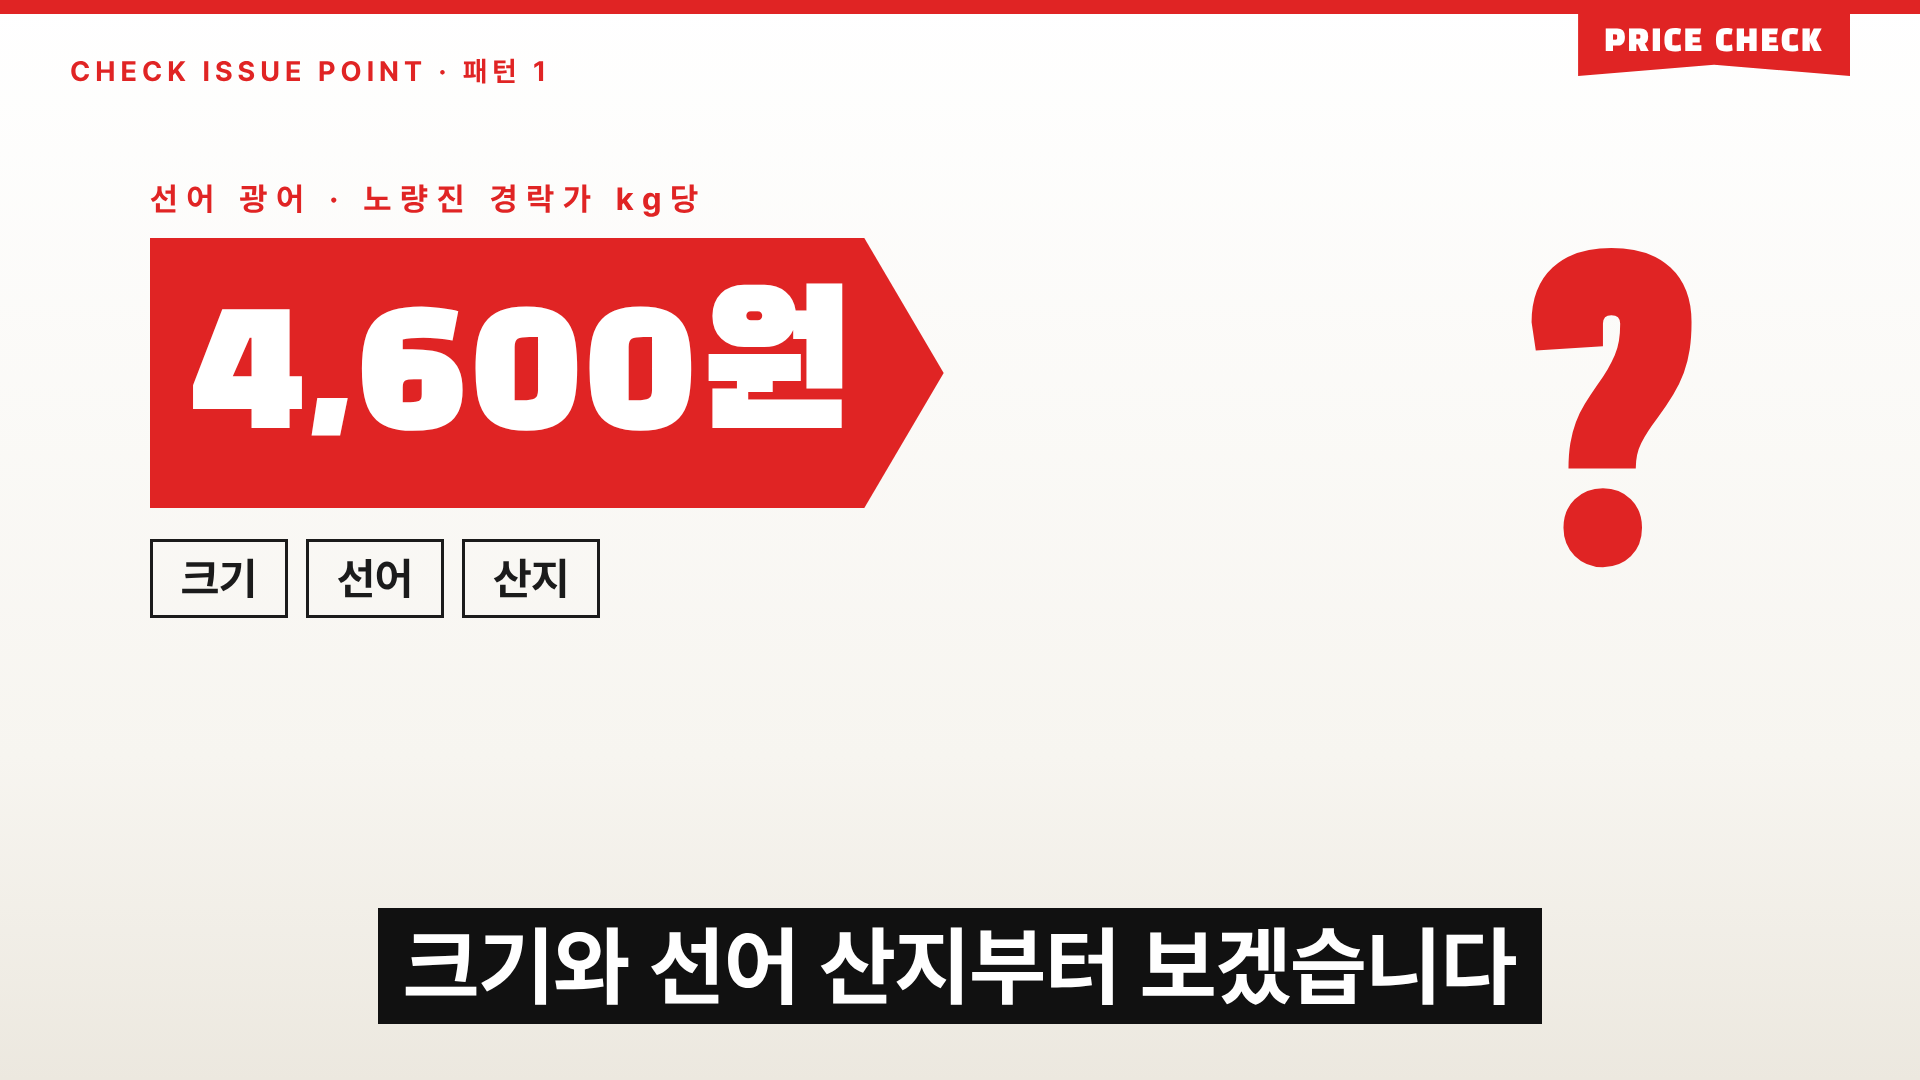 PRICE CHECK
CHECK ISSUE POINT · 패턴 1
선어 광어 · 노량진 경락가 kg당
4,600원
?
크기
선어
산지
크기와 선어 산지부터 보겠습니다